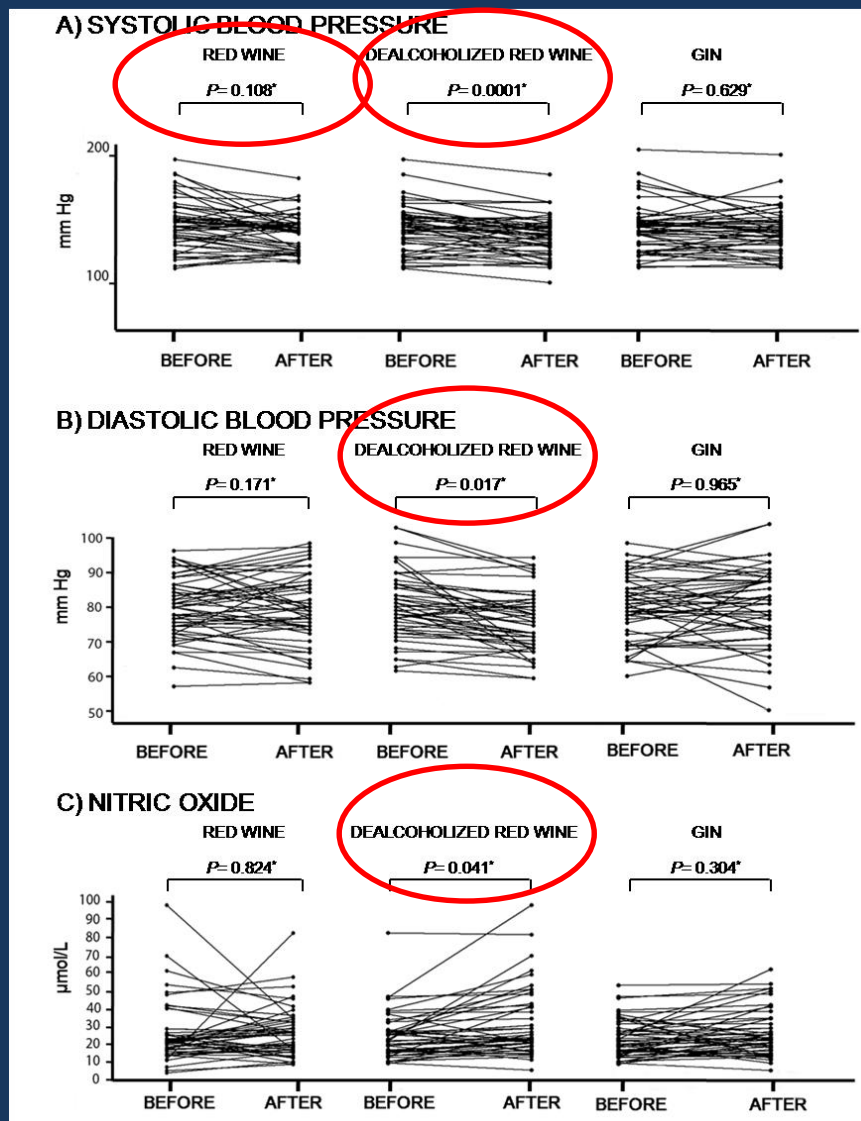 A) SYSTOLIC BLOOD PRESSURE
RED WINE DEALCOHOLIZED RED WINE GIN
P= 0.108* P= 0.0001* P= 0.629*
200
mm Hg
100
BEFORE AFTER BEFORE AFTER BEFORE AFTER
B) DIASTOLIC BLOOD PRESSURE
RED WINE DEALCOHOLIZED RED WINE GIN
P= 0.171* P= 0.017* P= 0.965*
100
90
80
mm Hg
70
60
50
BEFORE AFTER BEFORE AFTER BEFORE AFTER
C) NITRIC OXIDE
RED WINE DEALCOHOLIZED RED WINE GIN
P= 0.824* P= 0.041* P= 0.304*
100
90
80
70
60
µmol/L
50
40
30
20
10
0
BEFORE AFTER BEFORE AFTER BEFORE AFTER